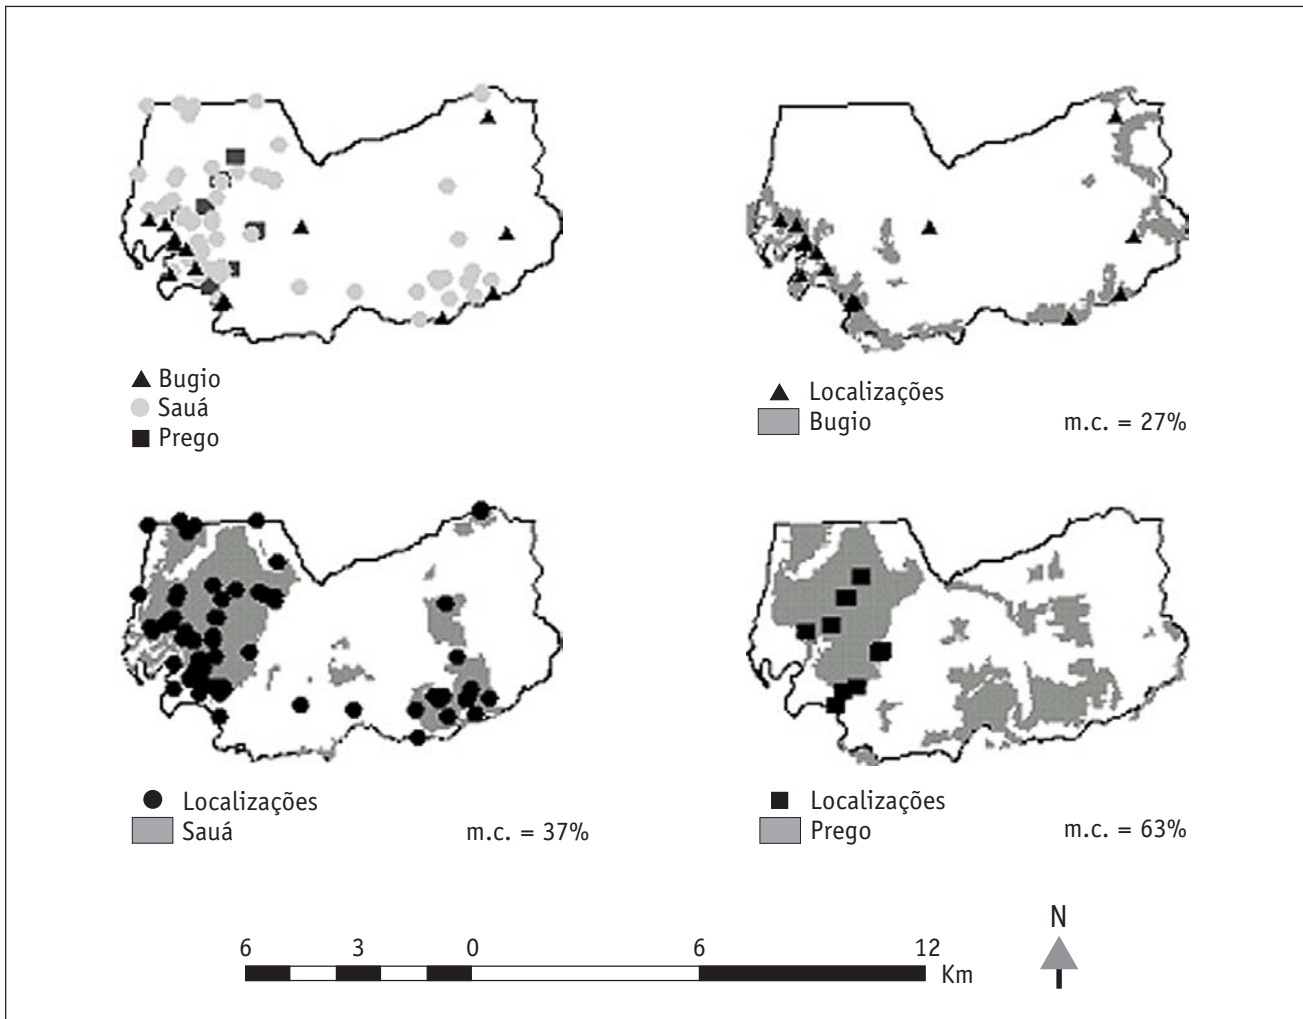 Bugio
Sauá
Prego
Localizações
Bugio m.c. = 27%
Localizações
Sauá m.c. = 37%
Localizações
Prego m.c. = 63%
6 3 0 6 12
Km
N